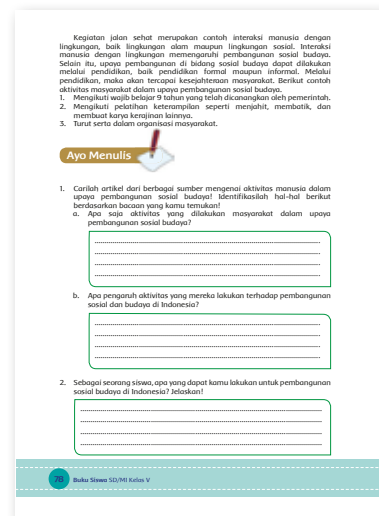 Kegiatan jalan sehat merupakan contoh interaksi manusia dengan
lingkungan, baik lingkungan alam maupun lingkungan sosial. Interaksi
manusia dengan lingkungan memengaruhi pembangunan sosial budaya.
Selain itu, upaya pembangunan di bidang sosial budaya dapat dilakukan
melalui pendidikan, baik pendidikan formal maupun informal. Melalui
pendidikan, maka akan tercapai kesejahteraan masyarakat. Berikut contoh
aktivitas masyarakat dalam upaya pembangunan sosial budaya.
1. Mengikuti wajib belajar 9 tahun yang telah dicanangkan oleh pemerintah.
2. Mengikuti pelatihan keterampilan seperti menjahit, membatik, dan
membuat karya kerajinan lainnya.
3. Turut serta dalam organisasi masyarakat.
Ayo Menulis
1. Carilah artikel dari berbagai sumber mengenai aktivitas manusia dalam
upaya pembangunan sosial budaya! Identifikasilah hal-hal berikut
berdasarkan bacaan yang kamu temukan!
a. Apa saja aktivitas yang dilakukan masyarakat dalam upaya
pembangunan sosial budaya?
b. Apa pengaruh aktivitas yang mereka lakukan terhadap pembangunan
sosial dan budaya di Indonesia?
2. Sebagai seorang siswa, apa yang dapat kamu lakukan untuk pembangunan
sosial budaya di Indonesia? Jelaskan!
78 Buku Siswa SD/MI Kelas V